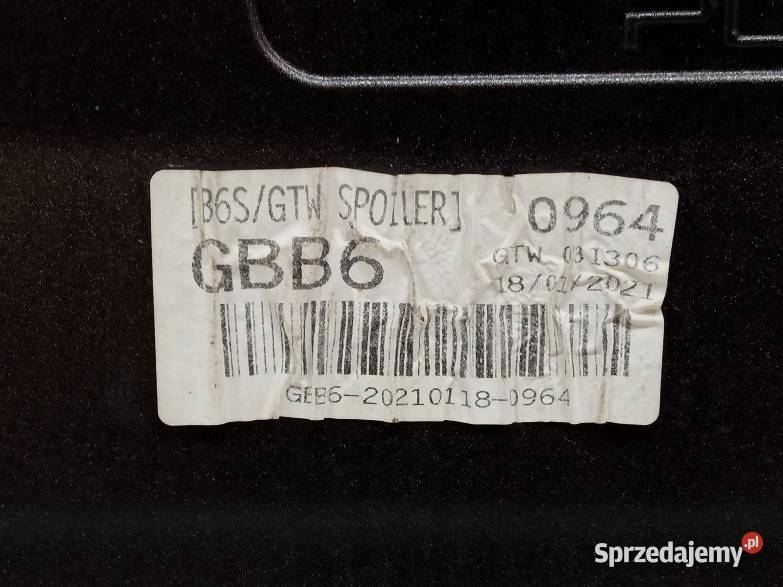 [B6S/GTW SPOILER] 0964
GBB6
GTW 031306
18/01/2021
GBB6-20210118-0964
Sprzedajemy.pl